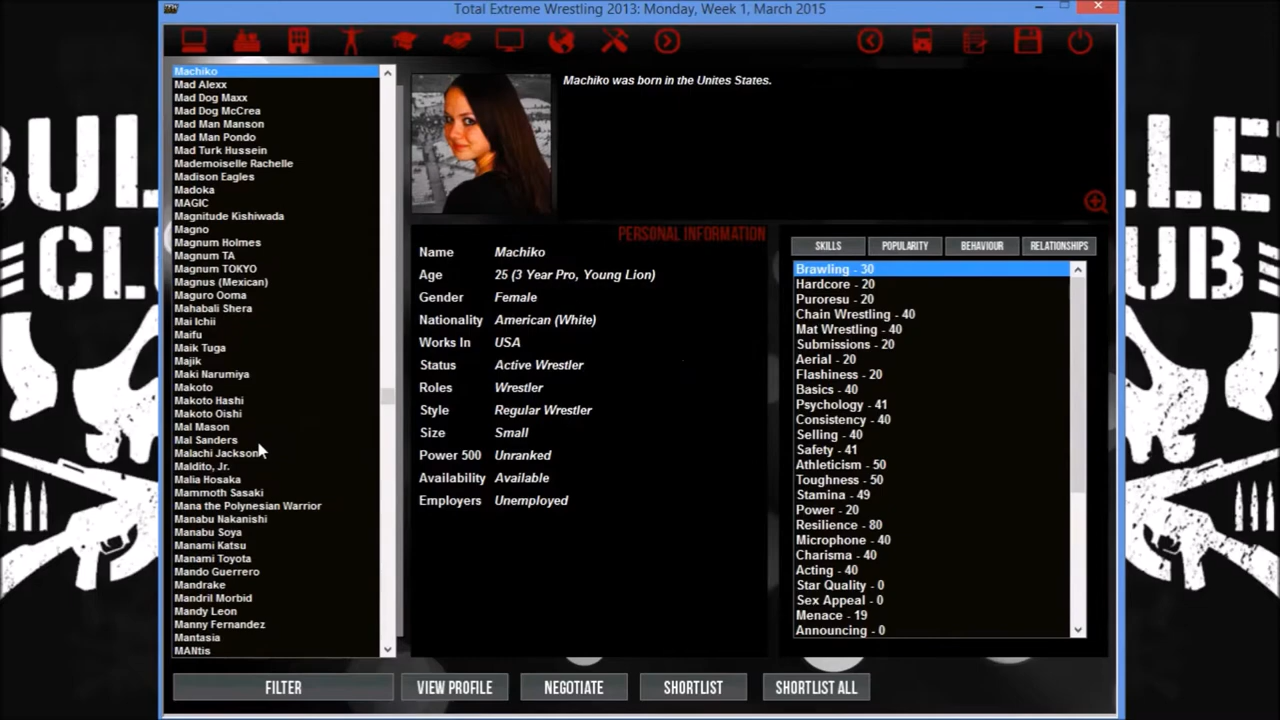 Total Extreme Wrestling 2013: Monday, Week 1, March 2015
Machiko
Mad Alexx
Mad Dog Maxx
Mad Dog McCrea
Mad Man Manson
Mad Man Pondo
Mad Turk Hussein
Mademoiselle Rachelle
Madison Eagles
Madoka
MAGIC
Magnitude Kishiwada
Magno
Magnum Holmes
Magnum TA
Magnum TOKYO
Magnus (Mexican)
Maguro Ooma
Mahabali Shera
Mai Ichii
Maifu
Maik Tuga
Majik
Maki Narumiya
Makoto
Makoto Hashi
Makoto Oishi
Mal Mason
Mal Sanders
Malachi Jackson
Maldito, Jr.
Malia Hosaka
Mammoth Sasaki
Mana the Polynesian Warrior
Manabu Nakanishi
Manabu Soya
Manami Katsu
Manami Toyota
Mando Guerrero
Mandrake
Mandril Morbid
Mandy Leon
Manny Fernandez
Mantasia
MANtis
Machiko was born in the Unites States.
PERSONAL INFORMATION
Name Machiko
Age 25 (3 Year Pro, Young Lion)
Gender Female
Nationality American (White)
Works In USA
Status Active Wrestler
Roles Wrestler
Style Regular Wrestler
Size Small
Power 500 Unranked
Availability Available
Employers Unemployed
SKILLS POPULARITY BEHAVIOUR RELATIONSHIPS
Brawling - 30
Hardcore - 20
Puroresu - 20
Chain Wrestling - 40
Mat Wrestling - 40
Submissions - 20
Aerial - 20
Flashiness - 20
Basics - 40
Psychology - 41
Consistency - 40
Selling - 40
Safety - 41
Athleticism - 50
Toughness - 50
Stamina - 49
Power - 20
Resilience - 80
Microphone - 40
Charisma - 40
Acting - 40
Star Quality - 0
Sex Appeal - 0
Menace - 19
Announcing - 0
FILTER VIEW PROFILE NEGOTIATE SHORTLIST SHORTLIST ALL